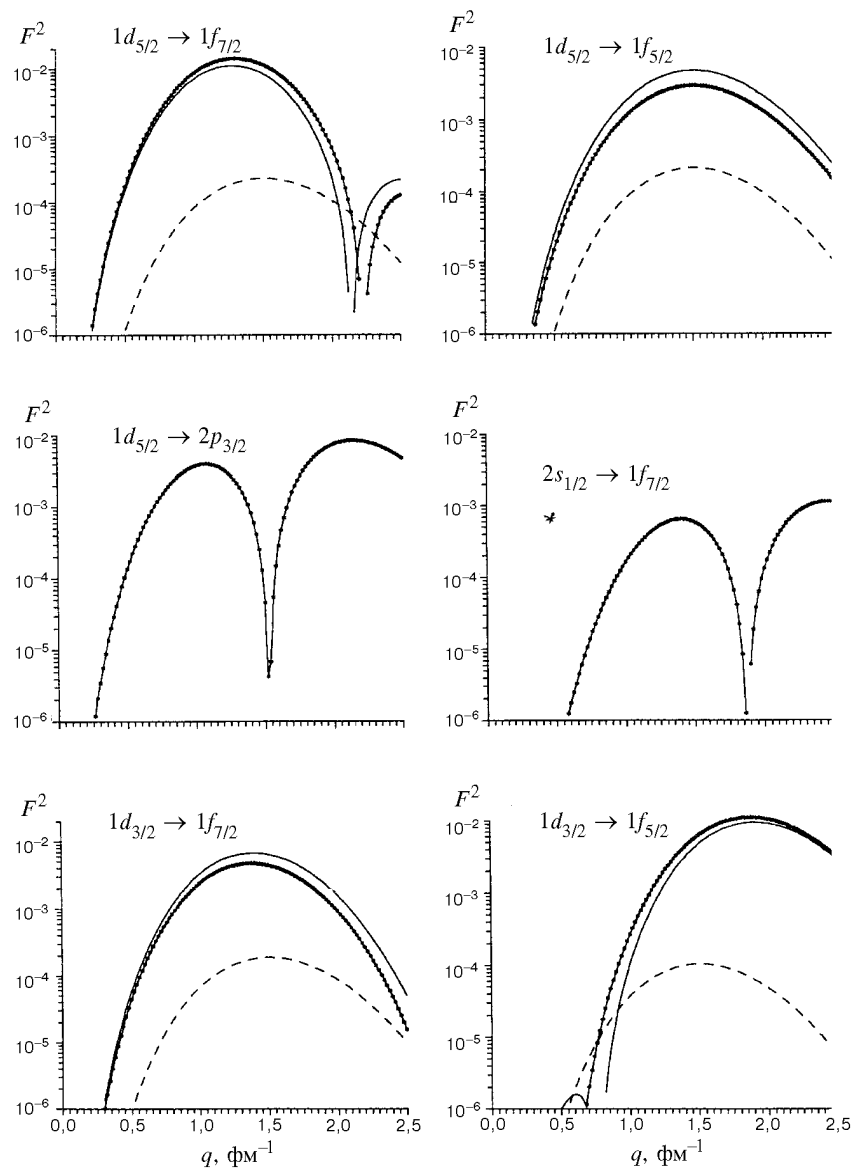 F²
1d₅/₂ → 1f₇/₂
10⁻²
10⁻³
10⁻⁴
10⁻⁵
10⁻⁶
F²
1d₅/₂ → 1f₅/₂
10⁻²
10⁻³
10⁻⁴
10⁻⁵
10⁻⁶
F²
1d₅/₂ → 2p₃/₂
10⁻²
10⁻³
10⁻⁴
10⁻⁵
10⁻⁶
F²
2s₁/₂ → 1f₇/₂
10⁻²
10⁻³
10⁻⁴
10⁻⁵
10⁻⁶
F²
1d₃/₂ → 1f₇/₂
10⁻²
10⁻³
10⁻⁴
10⁻⁵
10⁻⁶
0,0 0,5 1,0 1,5 2,0 2,5
q, фм⁻¹
F²
1d₃/₂ → 1f₅/₂
10⁻²
10⁻³
10⁻⁴
10⁻⁵
10⁻⁶
0,0 0,5 1,0 1,5 2,0 2,5
q, фм⁻¹